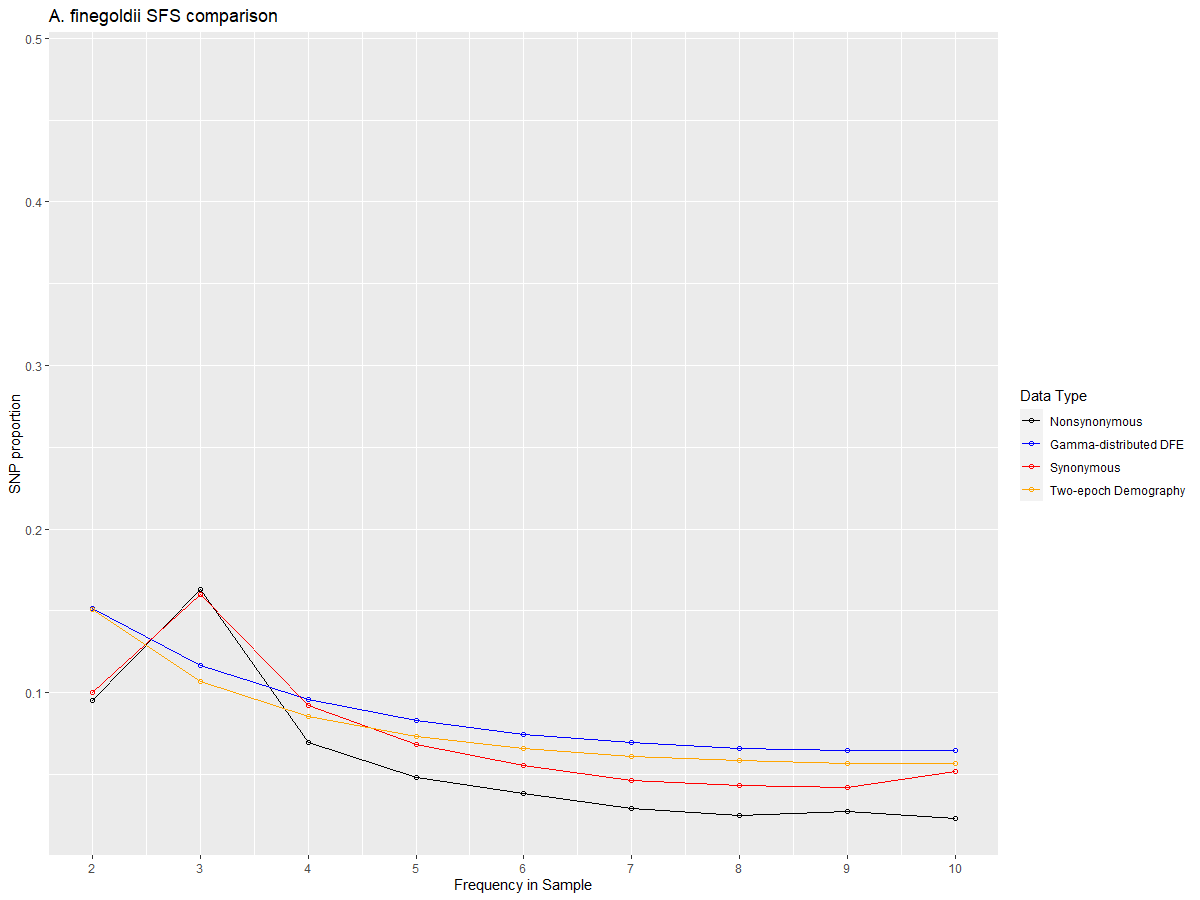 A. finegoldii SFS comparison
0.5
0.4
0.3
0.2
0.1
SNP proportion
2 3 4 5 6 7 8 9 10
Frequency in Sample
Data Type
Nonsynonymous
Gamma-distributed DFE
Synonymous
Two-epoch Demography